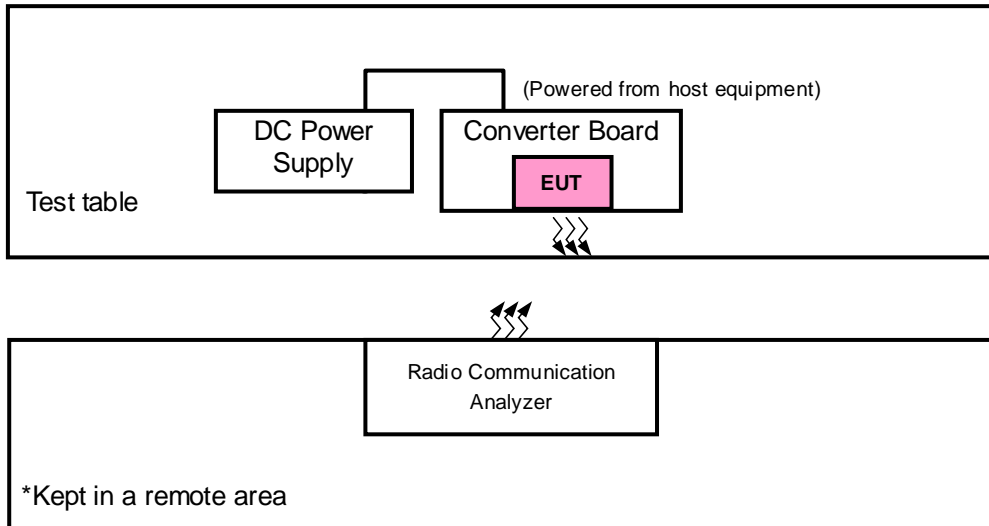 (Powered from host equipment)
DC Power
Supply
Converter Board
EUT
Test table
Radio Communication
Analyzer
*Kept in a remote area